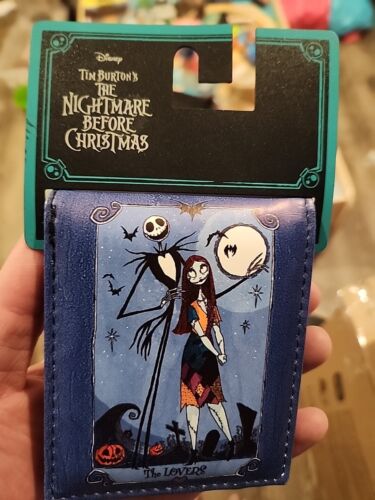 Disney
TIM BURTON'S
THE
NIGHTMARE
BEFORE
CHRISTMAS
The LOVERS